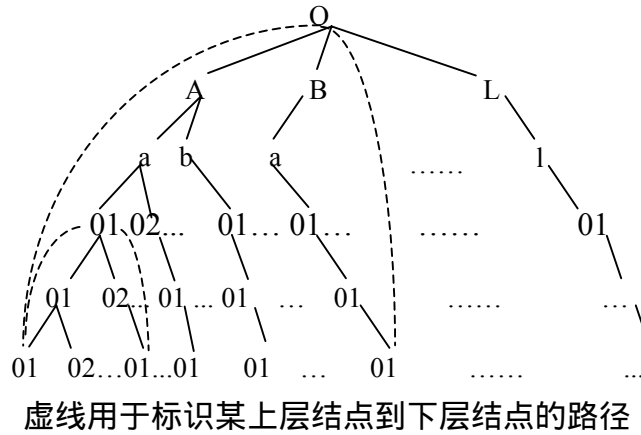 O
A B L
a b a …… l
01 02... 01… 01… …… 01
01 02... 01 ... 01 … 01 …… …
01 02…01...01 01 … 01 …… ...
虚线用于标识某上层结点到下层结点的路径